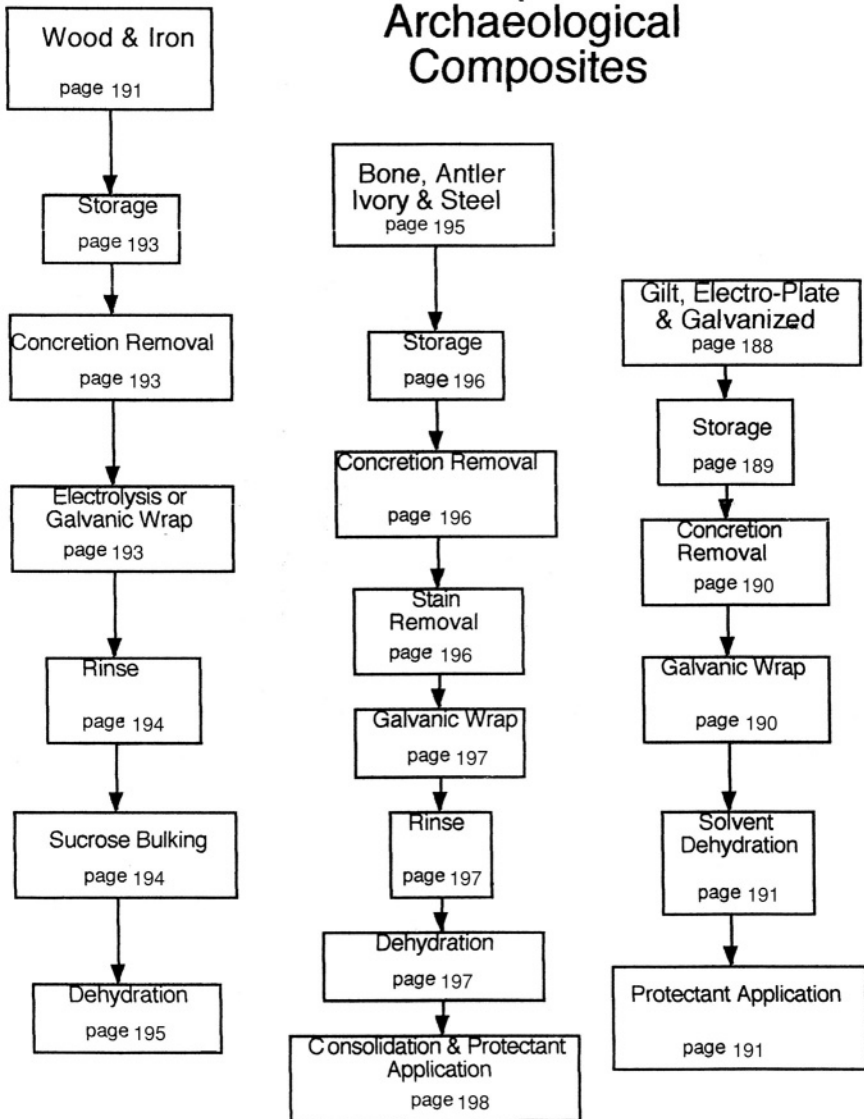 Archaeological
Composites
Wood & Iron
page 191
Storage
page 193
Concretion Removal
page 193
Electrolysis or
Galvanic Wrap
page 193
Rinse
page 194
Sucrose Bulking
page 194
Dehydration
page 195
Bone, Antler
Ivory & Steel
page 195
Storage
page 196
Concretion Removal
page 196
Stain
Removal
page 196
Galvanic Wrap
page 197
Rinse
page 197
Dehydration
page 197
Consolidation & Protectant
Application
page 198
Gilt, Electro-Plate
& Galvanized
page 188
Storage
page 189
Concretion
Removal
page 190
Galvanic Wrap
page 190
Solvent
Dehydration
page 191
Protectant Application
page 191